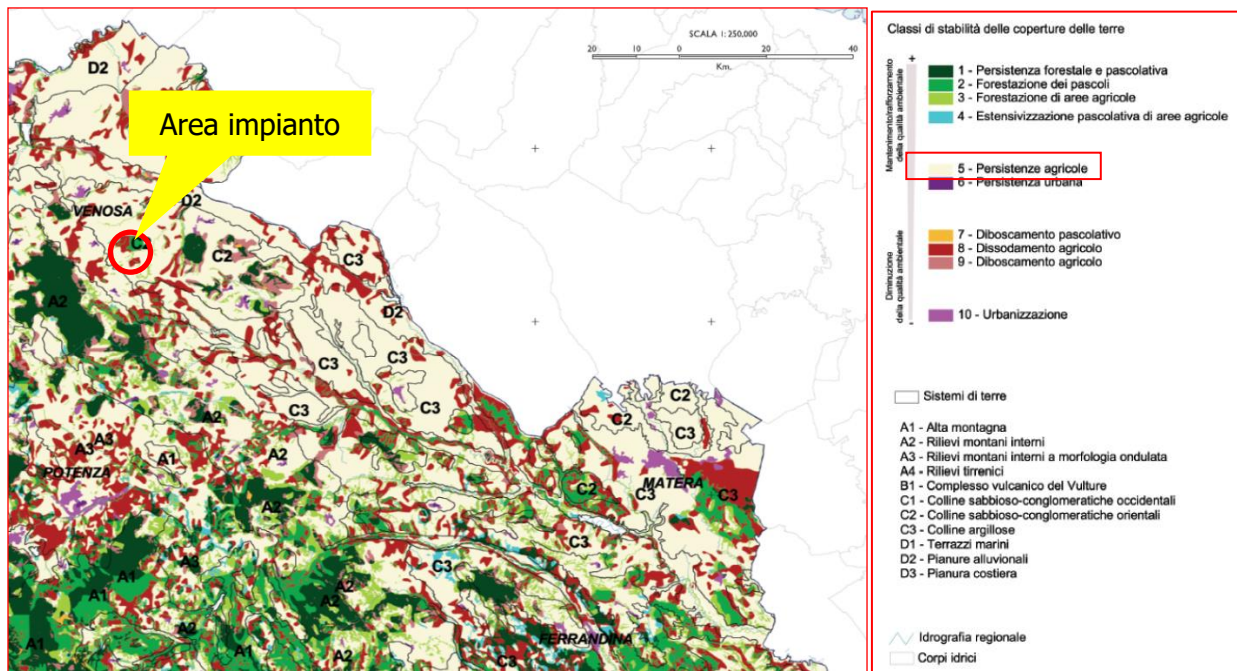 SCALA 1: 250,000
20 10 0 20 40
Km.
D2
Area impianto
D2
VENOSA
C2
C2
C3
A2
D2
C3
C3
C3
C3
A2
C2
C2
C3
A3
A3
A1
A2
POTENZA
MATERA
C2
C3
C3
A2
C3
A3
C3
A1
A1
A2
A2
A2
A1
A1
A2
FERRANDINA
C3
Classi di stabilità delle coperture delle terre
+
Mantenimento/rafforzamento
della qualità ambientale
1 - Persistenza forestale e pascolativa
2 - Forestazione dei pascoli
3 - Forestazione di aree agricole
4 - Estensivizzazione pascolativa di aree agricole
5 - Persistenze agricole
6 - Persistenza urbana
Diminuzione
della qualità ambientale
7 - Diboscamento pascolativo
8 - Dissodamento agricolo
9 - Diboscamento agricolo
10 - Urbanizzazione
-
Sistemi di terre
A1 - Alta montagna
A2 - Rilievi montani interni
A3 - Rilievi montani interni a morfologia ondulata
A4 - Rilievi tirrenici
B1 - Complesso vulcanico del Vulture
C1 - Colline sabbioso-conglomeratiche occidentali
C2 - Colline sabbioso-conglomeratiche orientali
C3 - Colline argillose
D1 - Terrazzi marini
D2 - Pianure alluvionali
D3 - Pianura costiera
Idrografia regionale
Corpi idrici